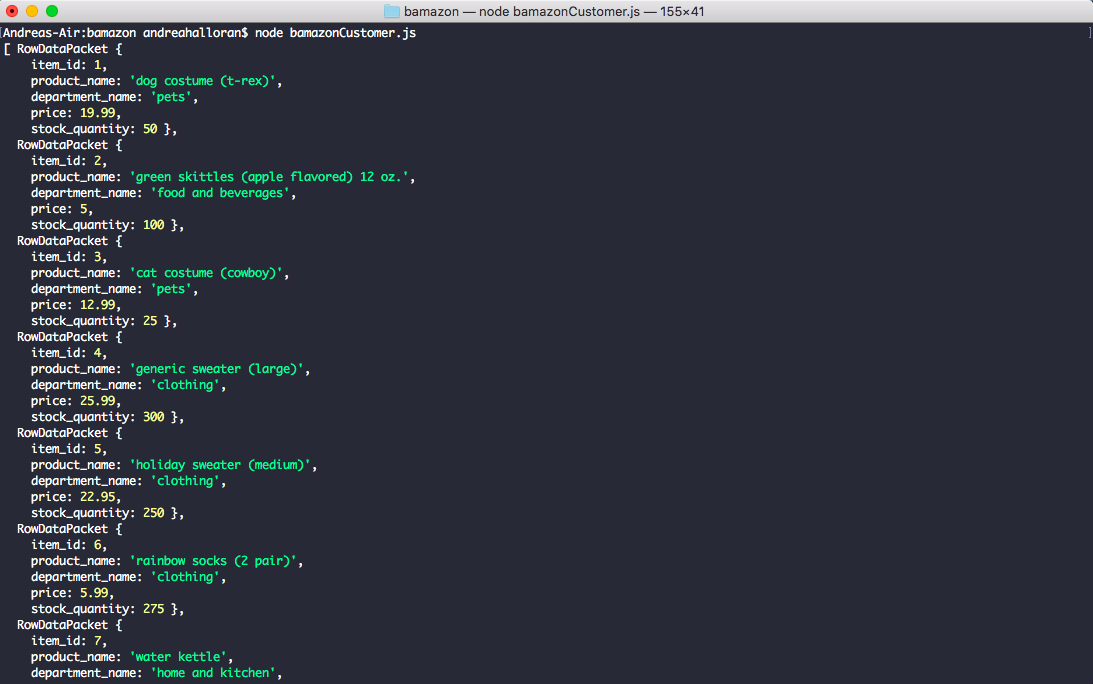 bamazon — node bamazonCustomer.js — 155×41
[Andreas-Air:bamazon andreahalloran$ node bamazonCustomer.js ]
[ RowDataPacket {
    item_id: 1,
    product_name: 'dog costume (t-rex)',
    department_name: 'pets',
    price: 19.99,
    stock_quantity: 50 },
  RowDataPacket {
    item_id: 2,
    product_name: 'green skittles (apple flavored) 12 oz.',
    department_name: 'food and beverages',
    price: 5,
    stock_quantity: 100 },
  RowDataPacket {
    item_id: 3,
    product_name: 'cat costume (cowboy)',
    department_name: 'pets',
    price: 12.99,
    stock_quantity: 25 },
  RowDataPacket {
    item_id: 4,
    product_name: 'generic sweater (large)',
    department_name: 'clothing',
    price: 25.99,
    stock_quantity: 300 },
  RowDataPacket {
    item_id: 5,
    product_name: 'holiday sweater (medium)',
    department_name: 'clothing',
    price: 22.95,
    stock_quantity: 250 },
  RowDataPacket {
    item_id: 6,
    product_name: 'rainbow socks (2 pair)',
    department_name: 'clothing',
    price: 5.99,
    stock_quantity: 275 },
  RowDataPacket {
    item_id: 7,
    product_name: 'water kettle',
    department_name: 'home and kitchen',